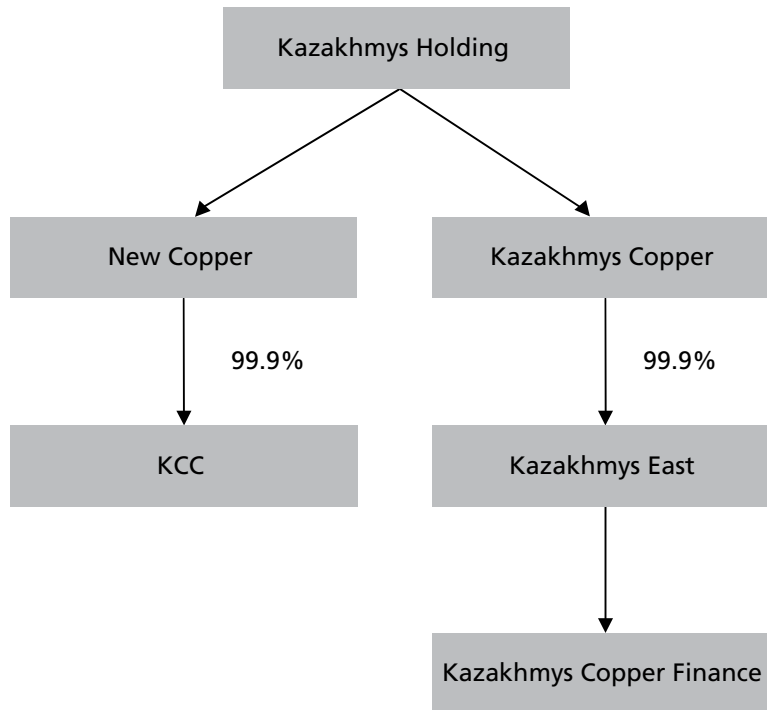 Kazakhmys Holding
New Copper
Kazakhmys Copper
99.9%
99.9%
KCC
Kazakhmys East
Kazakhmys Copper Finance